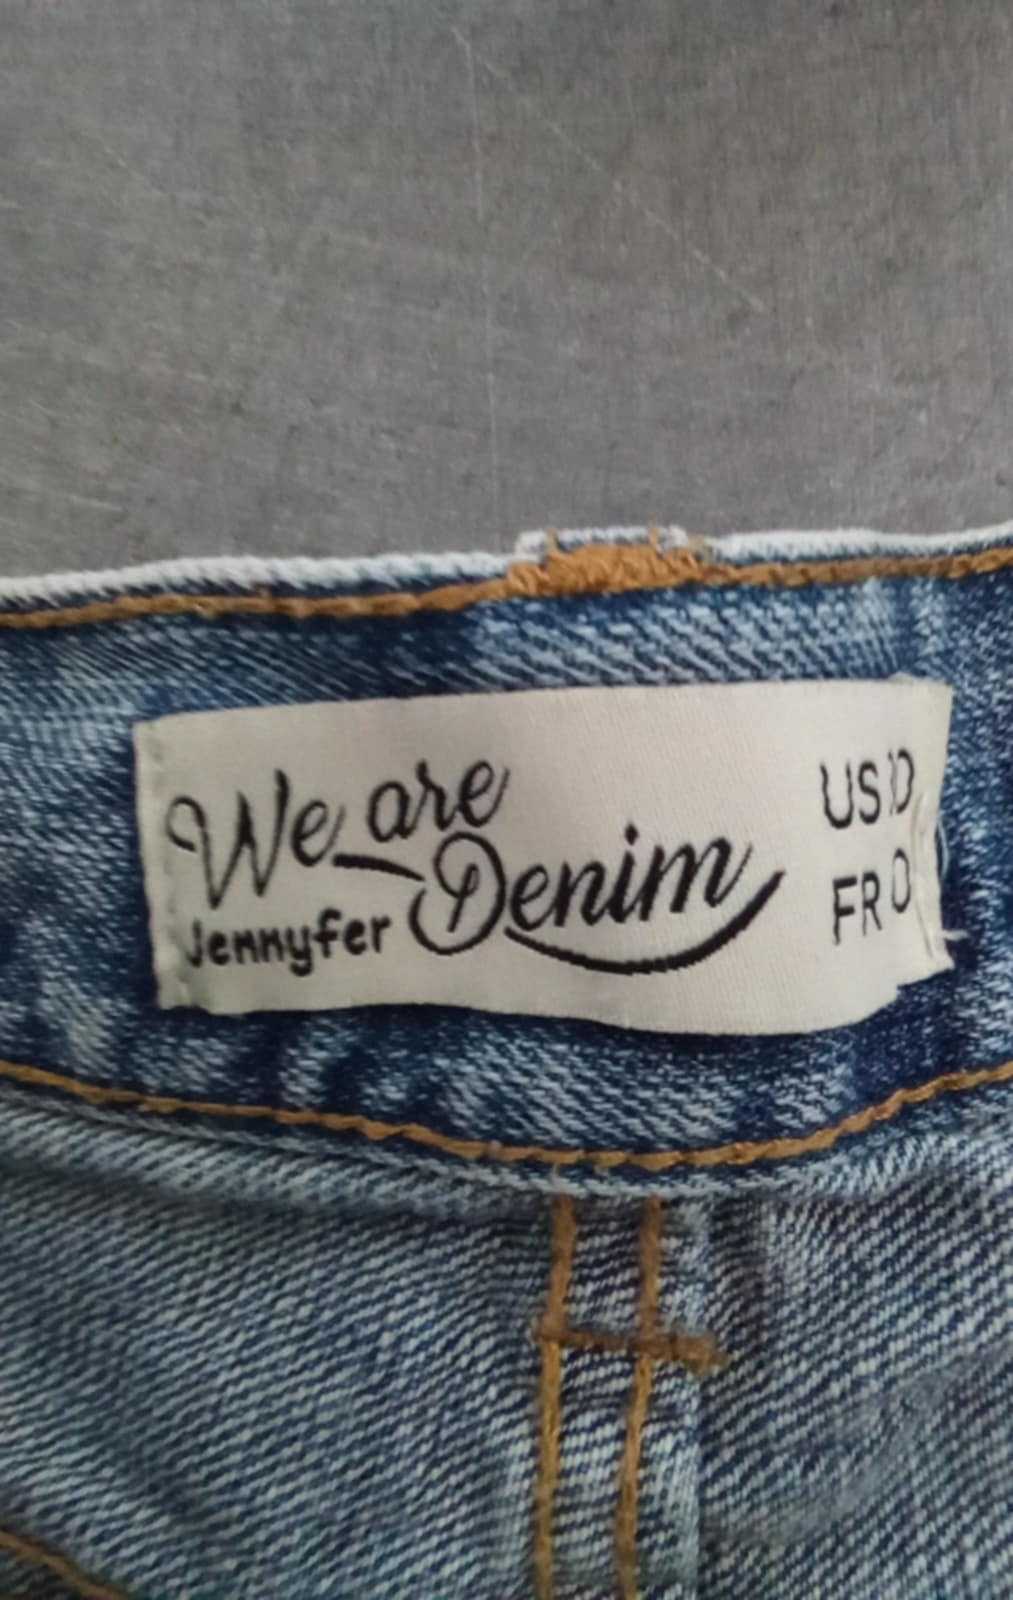 We are
Denim
Jennyfer
US
FR